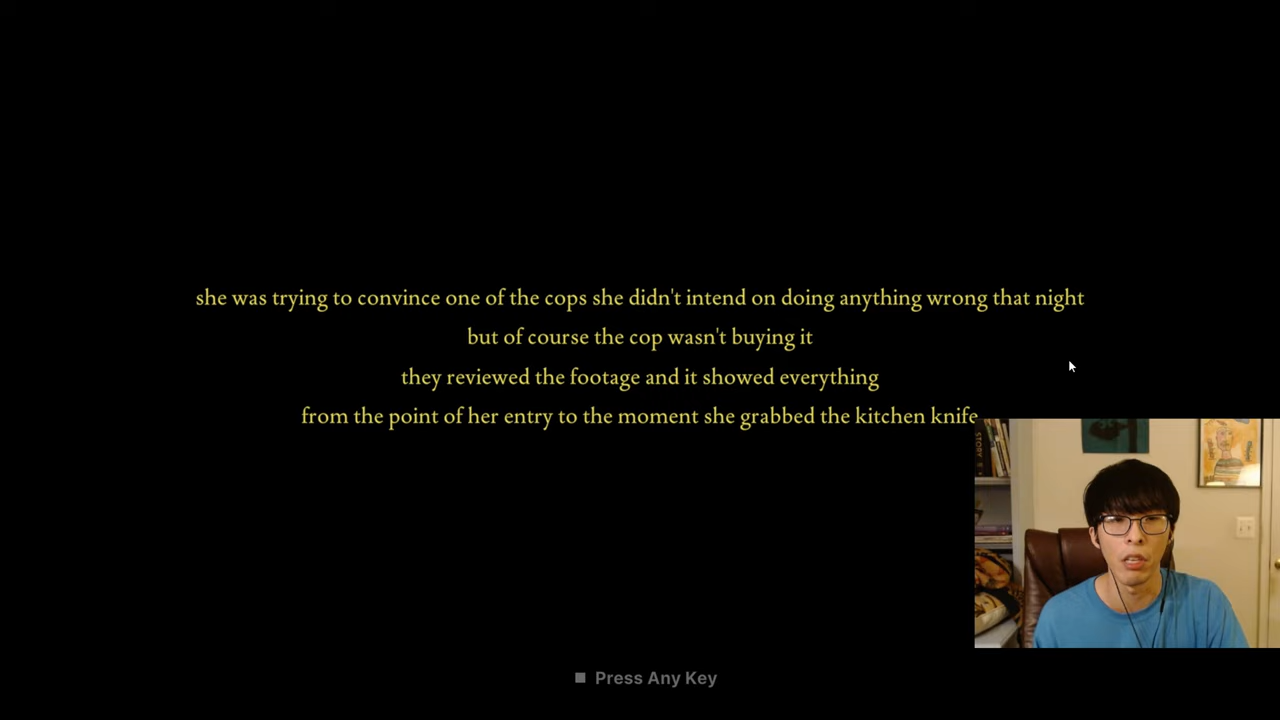 she was trying to convince one of the cops she didn't intend on doing anything wrong that night
but of course the cop wasn't buying it
they reviewed the footage and it showed everything
from the point of her entry to the moment she grabbed the kitchen knife
STORY
Press Any Key